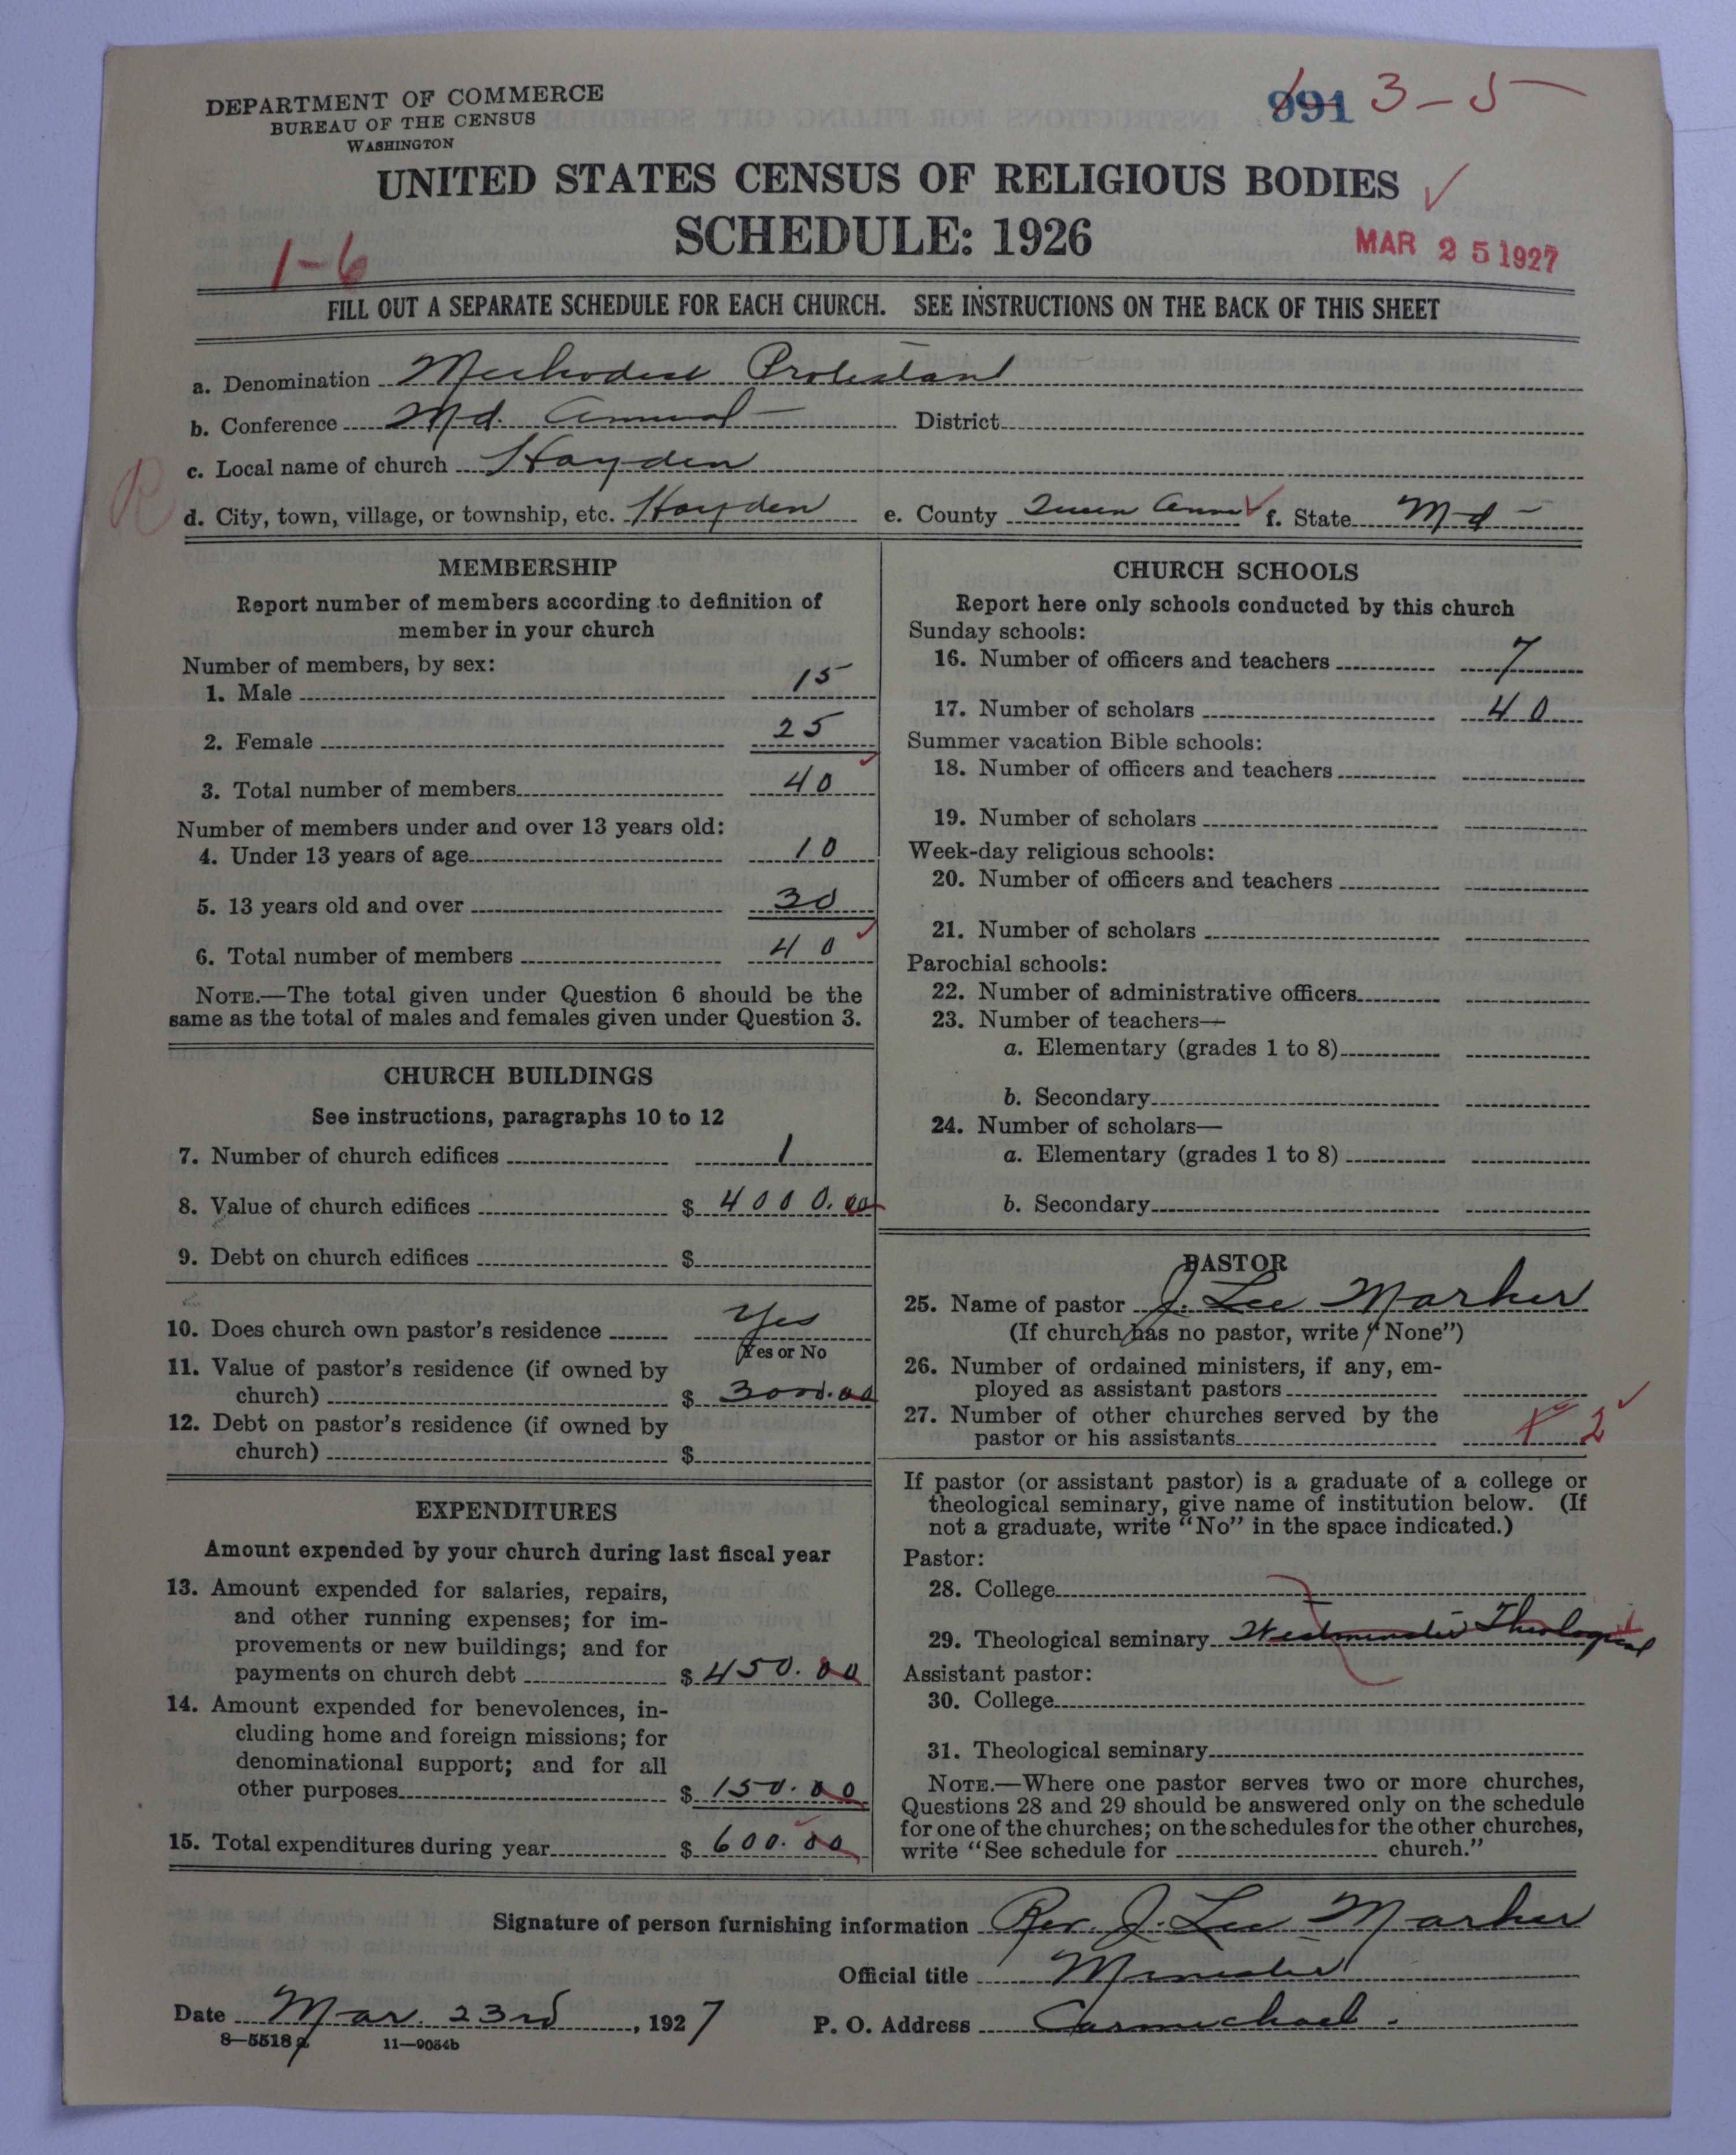 DEPARTMENT OF COMMERCE
BUREAU OF THE CENSUS
WASHINGTON
991 3-5
UNITED STATES CENSUS OF RELIGIOUS BODIES
SCHEDULE: 1926
1-6
MAR 25 1927
FILL OUT A SEPARATE SCHEDULE FOR EACH CHURCH. SEE INSTRUCTIONS ON THE BACK OF THIS SHEET
a. Denomination Methodist Protestant
b. Conference Md. Annual District
c. Local name of church Hayden
R
d. City, town, village, or township, etc. Hayden e. County Queen Anne f. State Md
MEMBERSHIP
Report number of members according to definition of
member in your church
Number of members, by sex:
1. Male 15
2. Female 25
3. Total number of members 40
Number of members under and over 13 years old:
4. Under 13 years of age 10
5. 13 years old and over 30
6. Total number of members 40
NOTE.—The total given under Question 6 should be the
same as the total of males and females given under Question 3.
CHURCH BUILDINGS
See instructions, paragraphs 10 to 12
7. Number of church edifices 1
8. Value of church edifices $ 4000.00
9. Debt on church edifices $
10. Does church own pastor's residence Yes
Yes or No
11. Value of pastor's residence (if owned by
church) $ 3000.00
12. Debt on pastor's residence (if owned by
church) $
EXPENDITURES
Amount expended by your church during last fiscal year
13. Amount expended for salaries, repairs,
and other running expenses; for im-
provements or new buildings; and for
payments on church debt $ 450.00
14. Amount expended for benevolences, in-
cluding home and foreign missions; for
denominational support; and for all
other purposes $ 150.00
15. Total expenditures during year $ 600.00
CHURCH SCHOOLS
Report here only schools conducted by this church
Sunday schools:
16. Number of officers and teachers 7
17. Number of scholars 40
Summer vacation Bible schools:
18. Number of officers and teachers
19. Number of scholars
Week-day religious schools:
20. Number of officers and teachers
21. Number of scholars
Parochial schools:
22. Number of administrative officers
23. Number of teachers—
a. Elementary (grades 1 to 8)
b. Secondary
24. Number of scholars—
a. Elementary (grades 1 to 8)
b. Secondary
PASTOR
25. Name of pastor J. Lee Marker
(If church has no pastor, write "None")
26. Number of ordained ministers, if any, em-
ployed as assistant pastors
27. Number of other churches served by the
pastor or his assistants 2
If pastor (or assistant pastor) is a graduate of a college or
theological seminary, give name of institution below. (If
not a graduate, write "No" in the space indicated.)
Pastor:
28. College
29. Theological seminary Westminster Theological
Assistant pastor:
30. College
31. Theological seminary
NOTE.—Where one pastor serves two or more churches,
Questions 28 and 29 should be answered only on the schedule
for one of the churches; on the schedules for the other churches,
write "See schedule for church."
Signature of person furnishing information Rev. J. Lee Marker
Official title Minister
Date Mar. 23rd, 1927 P. O. Address Carmichael.
8—5518a 11—9054b